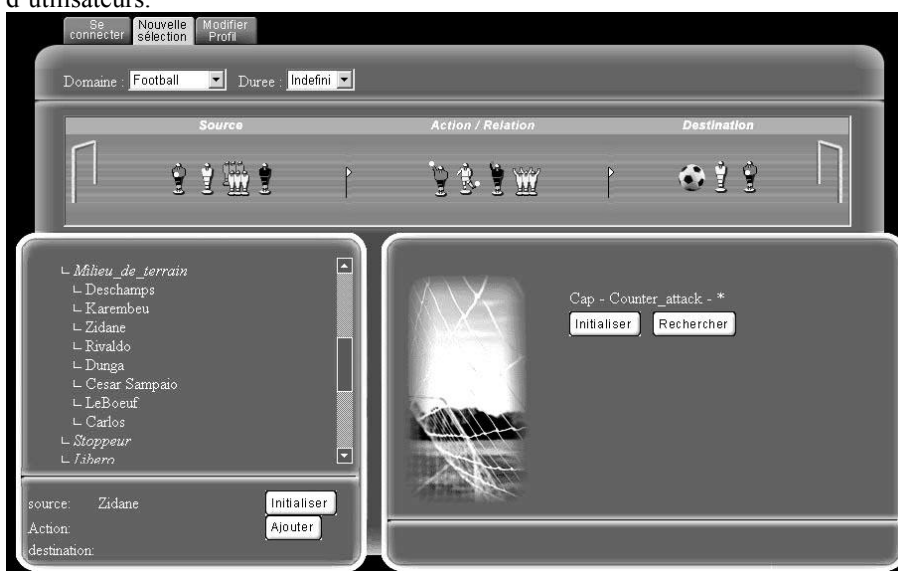 d'utilisateurs.
Se connecter
Nouvelle sélection
Modifier Profil
Domaine : Football Duree : Indefini
Source Action / Relation Destination
Milieu_de_terrain
Deschamps
Karembeu
Zidane
Rivaldo
Dunga
Cesar Sampaio
LeBoeuf
Carlos
Stoppeur
Libero
source: Zidane Initialiser
Action: Ajouter
destination:
Cap - Counter_attack - *
Initialiser Rechercher